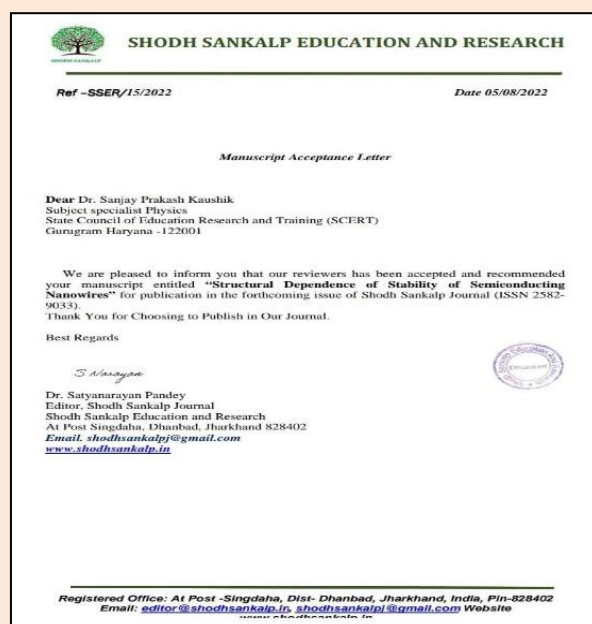 SHODH SANKALP
SHODH SANKALP EDUCATION AND RESEARCH
Ref –SSER/15/2022
Date 05/08/2022
Manuscript Acceptance Letter
Dear Dr. Sanjay Prakash Kaushik
Subject specialist Physics
State Council of Education Research and Training (SCERT)
Gurugram Haryana -122001
We are pleased to inform you that our reviewers has been accepted and recommended
your manuscript entitled “Structural Dependence of Stability of Semiconducting
Nanowires” for publication in the forthcoming issue of Shodh Sankalp Journal (ISSN 2582-
9033).
Thank You for Choosing to Publish in Our Journal.
Best Regards
S Narayan
Dr. Satyanarayan Pandey
Editor, Shodh Sankalp Journal
Shodh Sankalp Education and Research
At Post Singdaha, Dhanbad, Jharkhand 828402
Email. shodhsankalpj@gmail.com
www.shodhsankalp.in
Registered Office: At Post -Singdaha, Dist- Dhanbad, Jharkhand, India, Pin-828402
Email: editor@shodhsankalp.in, shodhsankalpj@gmail.com Website
www.shodhsankalp.in